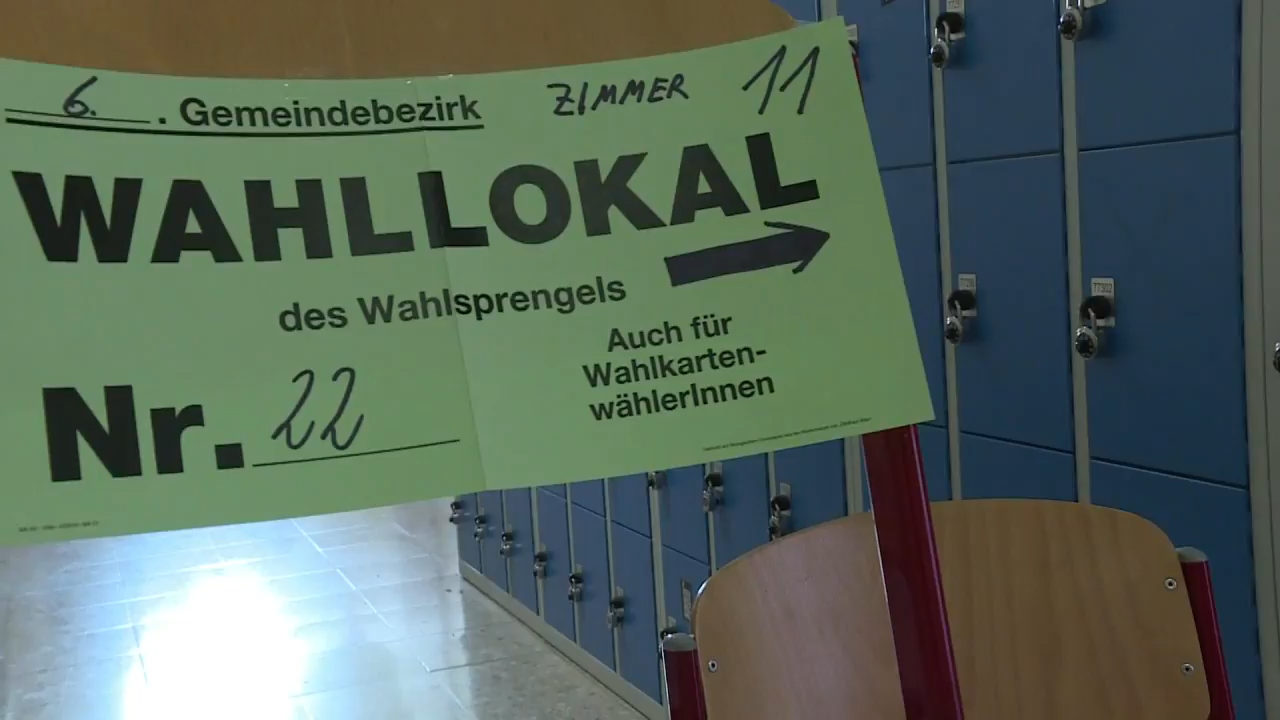 6. . Gemeindebezirk ZIMMER 11
WAHLLOKAL
des Wahlsprengels
Auch für
Wahlkarten-
wählerInnen
Nr. 22